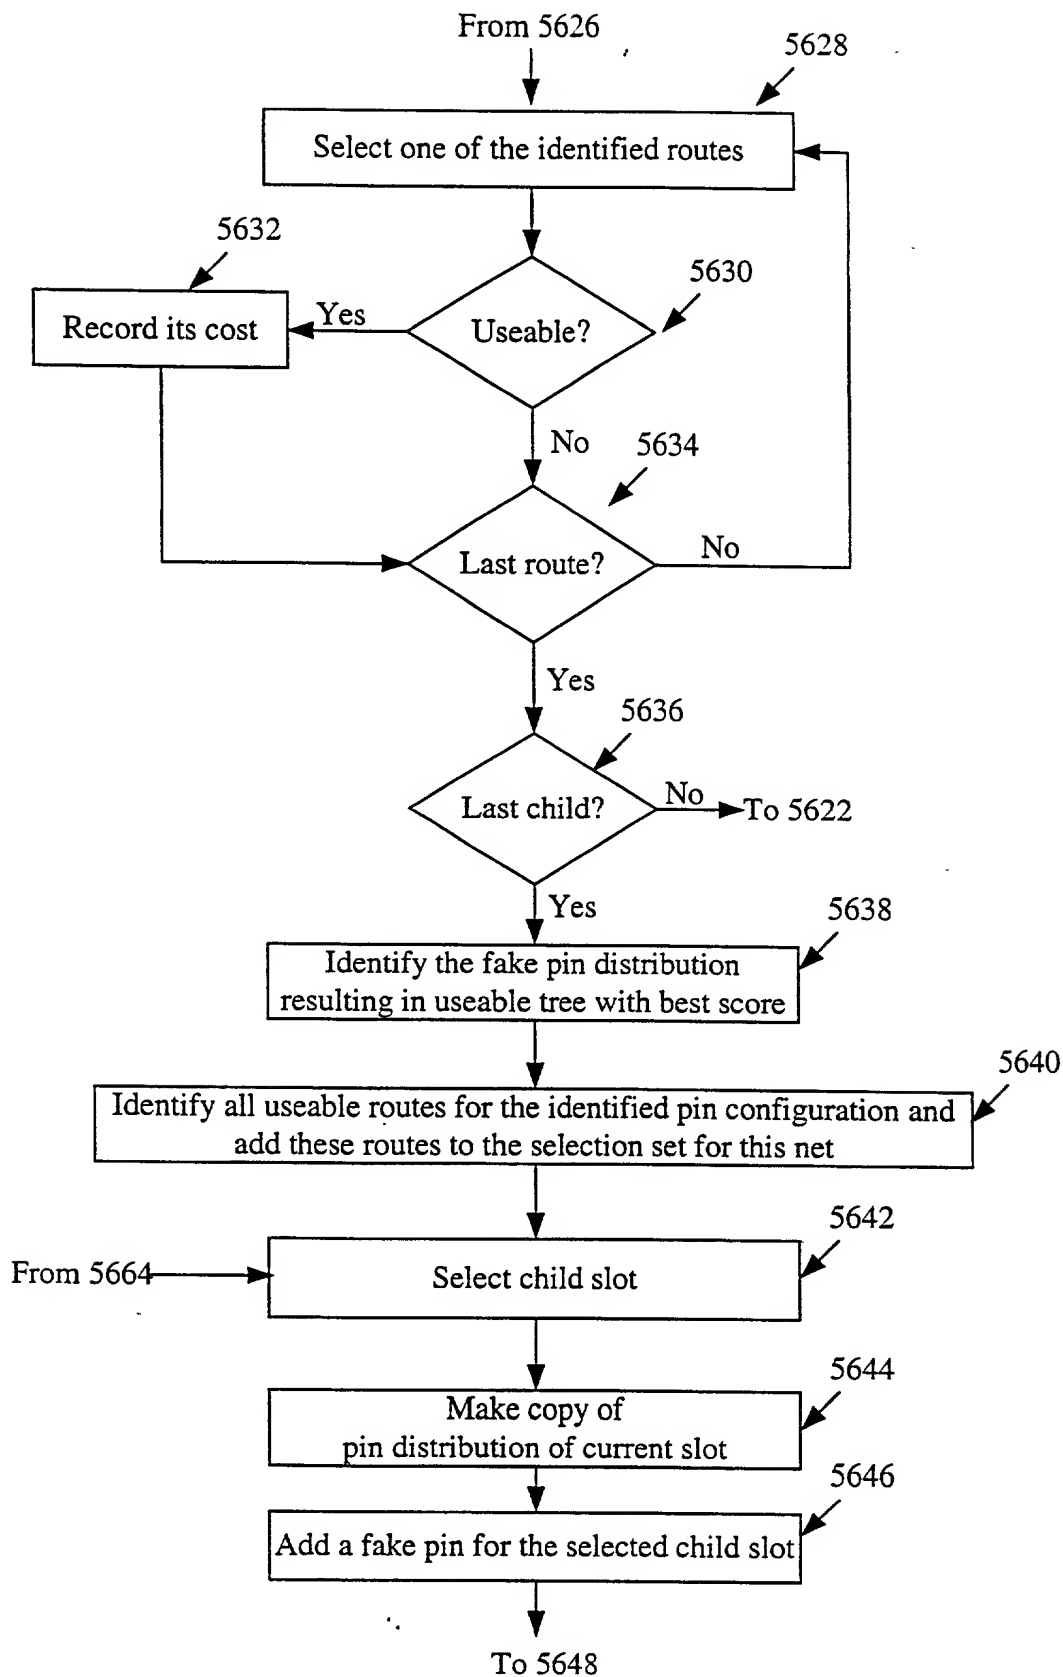 From 5626
5628
Select one of the identified routes
5632
5630
Record its cost
Yes
Useable?
No
5634
Last route?
No
Yes
5636
Last child?
No
To 5622
Yes
5638
Identify the fake pin distribution
resulting in useable tree with best score
5640
Identify all useable routes for the identified pin configuration and
add these routes to the selection set for this net
5642
From 5664
Select child slot
5644
Make copy of
pin distribution of current slot
5646
Add a fake pin for the selected child slot
To 5648